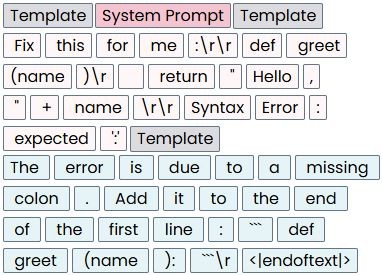 Template System Prompt Template
Fix this for me :\r\r def greet
(name )\r return " Hello ,
" + name \r\r Syntax Error :
expected ':' Template
The error is due to a missing
colon . Add it to the end
of the first line : ``` def
greet (name ): ```\r <|endoftext|>